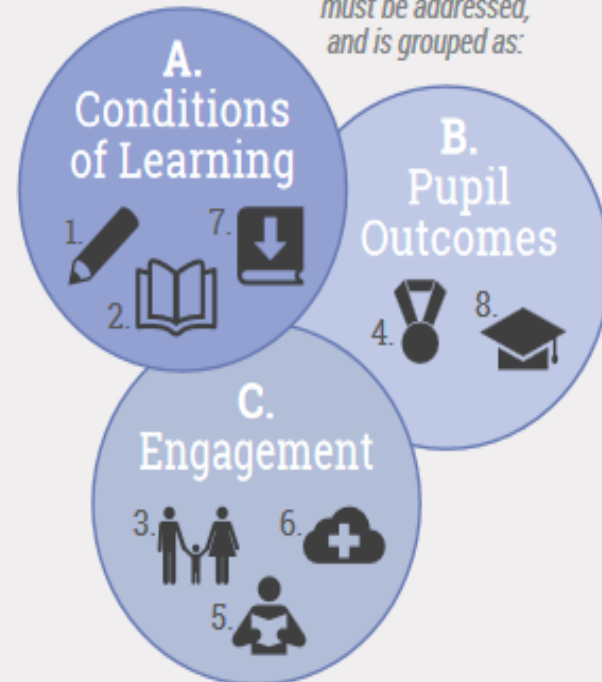 must be addressed,
and is grouped as:
A.
Conditions
of Learning
1.
7.
2.
B.
Pupil
Outcomes
4.
8.
C.
Engagement
3.
6.
5.